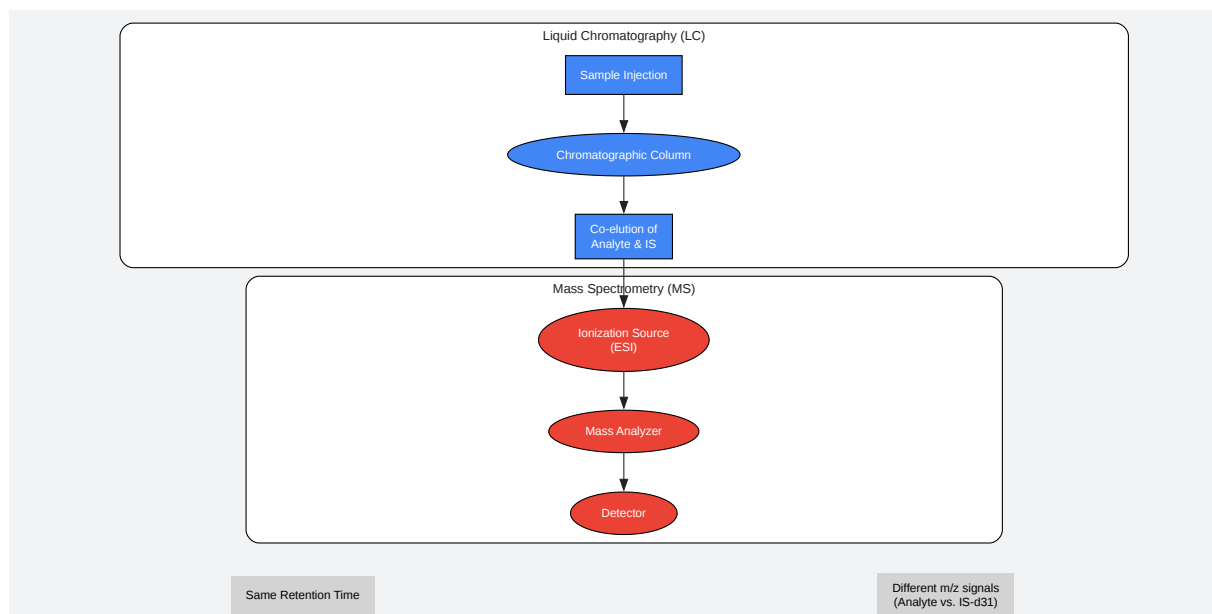 Liquid Chromatography (LC)
Sample Injection
Chromatographic Column
Co-elution of
Analyte & IS
Mass Spectrometry (MS)
Ionization Source
(ESI)
Mass Analyzer
Detector
Same Retention Time
Different m/z signals
(Analyte vs. IS-d31)